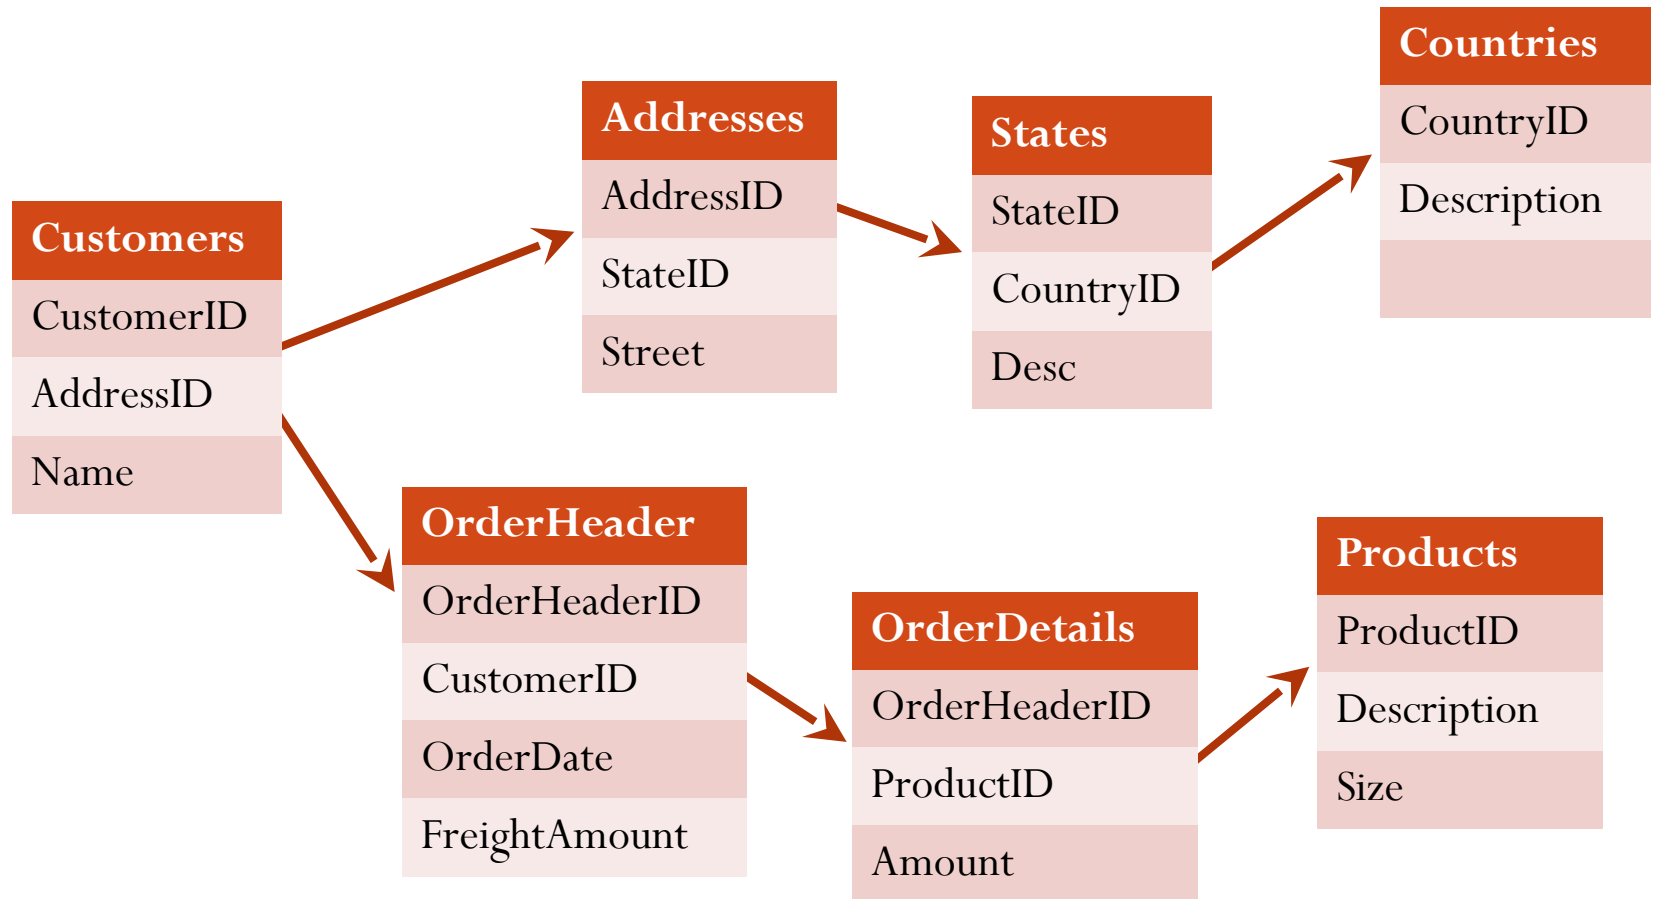 Customers
CustomerID
AddressID
Name
Addresses
AddressID
StateID
Street
States
StateID
CountryID
Desc
Countries
CountryID
Description
OrderHeader
OrderHeaderID
CustomerID
OrderDate
FreightAmount
OrderDetails
OrderHeaderID
ProductID
Amount
Products
ProductID
Description
Size